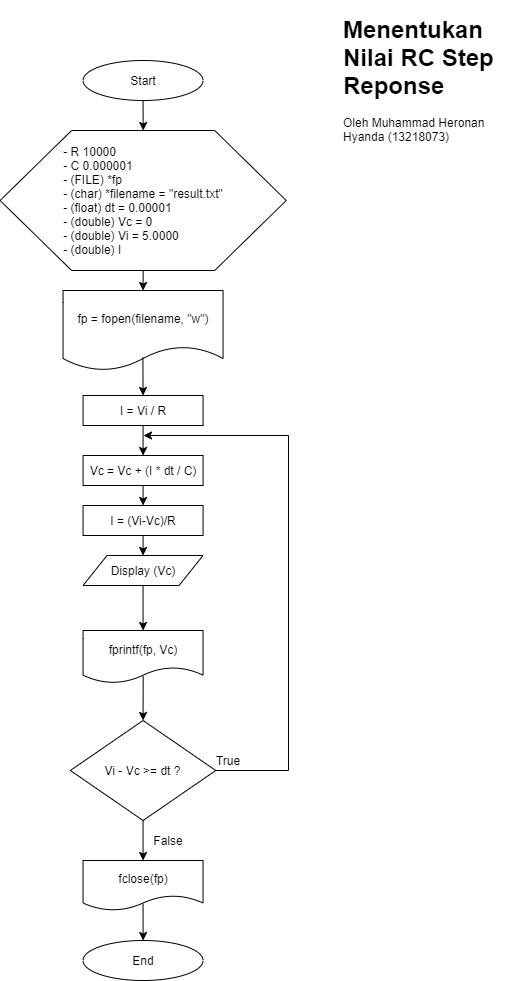 Menentukan
Nilai RC Step
Reponse
Oleh Muhammad Heronan
Hyanda (13218073)
Start
- R 10000
- C 0.000001
- (FILE) *fp
- (char) *filename = "result.txt"
- (float) dt = 0.00001
- (double) Vc = 0
- (double) Vi = 5.0000
- (double) I
fp = fopen(filename, "w")
I = Vi / R
Vc = Vc + (I * dt / C)
I = (Vi-Vc)/R
Display (Vc)
fprintf(fp, Vc)
Vi - Vc >= dt ?
True
False
fclose(fp)
End